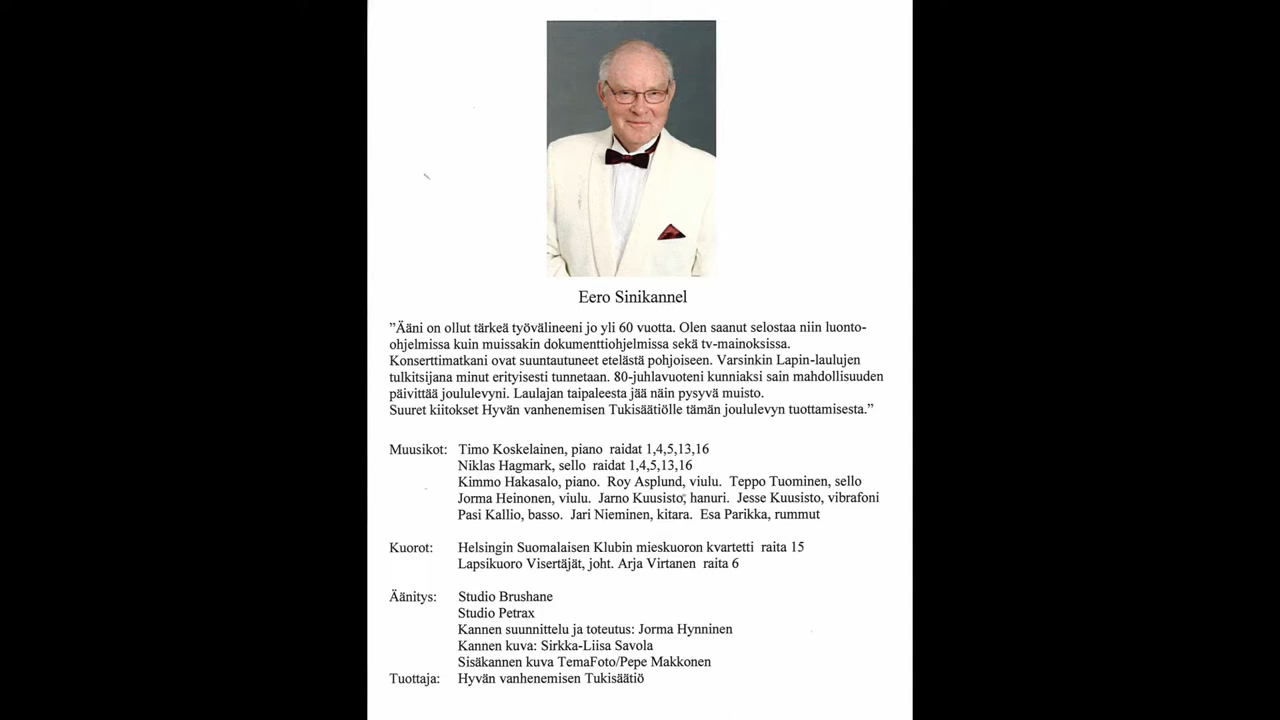 Eero Sinikannel
”Ääni on ollut tärkeä työvälineeni jo yli 60 vuotta. Olen saanut selostaa niin luonto-
ohjelmissa kuin muissakin dokumenttiohjelmissa sekä tv-mainoksissa.
Konserttimatkani ovat suuntautuneet etelästä pohjoiseen. Varsinkin Lapin-laulujen
tulkitsijana minut erityisesti tunnetaan. 80-juhlavuoteni kunniaksi sain mahdollisuuden
päivittää joululevyni. Laulajan taipaleesta jää näin pysyvä muisto.
Suuret kiitokset Hyvän vanhenemisen Tukisäätiölle tämän joululevyn tuottamisesta.”
Muusikot: Timo Koskelainen, piano raidat 1,4,5,13,16
Niklas Hagmark, sello raidat 1,4,5,13,16
Kimmo Hakasalo, piano. Roy Asplund, viulu. Teppo Tuominen, sello
Jorma Heinonen, viulu. Jarno Kuusisto, hanuri. Jesse Kuusisto, vibrafoni
Pasi Kallio, basso. Jari Nieminen, kitara. Esa Parikka, rummut
Kuorot: Helsingin Suomalaisen Klubin mieskuoron kvartetti raita 15
Lapsikuoro Visertäjät, joht. Arja Virtanen raita 6
Äänitys: Studio Brushane
Studio Petrax
Kannen suunnittelu ja toteutus: Jorma Hynninen
Kannen kuva: Sirkka-Liisa Savola
Sisäkannen kuva TemaFoto/Pepe Makkonen
Tuottaja: Hyvän vanhenemisen Tukisäätiö